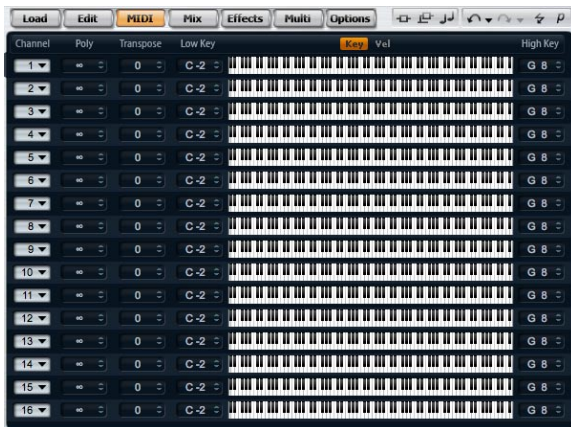 Load Edit MIDI Mix Effects Multi Options
Channel Poly Transpose Low Key Key Vel High Key
1 ∞ 0 C -2 G 8
2 ∞ 0 C -2 G 8
3 ∞ 0 C -2 G 8
4 ∞ 0 C -2 G 8
5 ∞ 0 C -2 G 8
6 ∞ 0 C -2 G 8
7 ∞ 0 C -2 G 8
8 ∞ 0 C -2 G 8
9 ∞ 0 C -2 G 8
10 ∞ 0 C -2 G 8
11 ∞ 0 C -2 G 8
12 ∞ 0 C -2 G 8
13 ∞ 0 C -2 G 8
14 ∞ 0 C -2 G 8
15 ∞ 0 C -2 G 8
16 ∞ 0 C -2 G 8